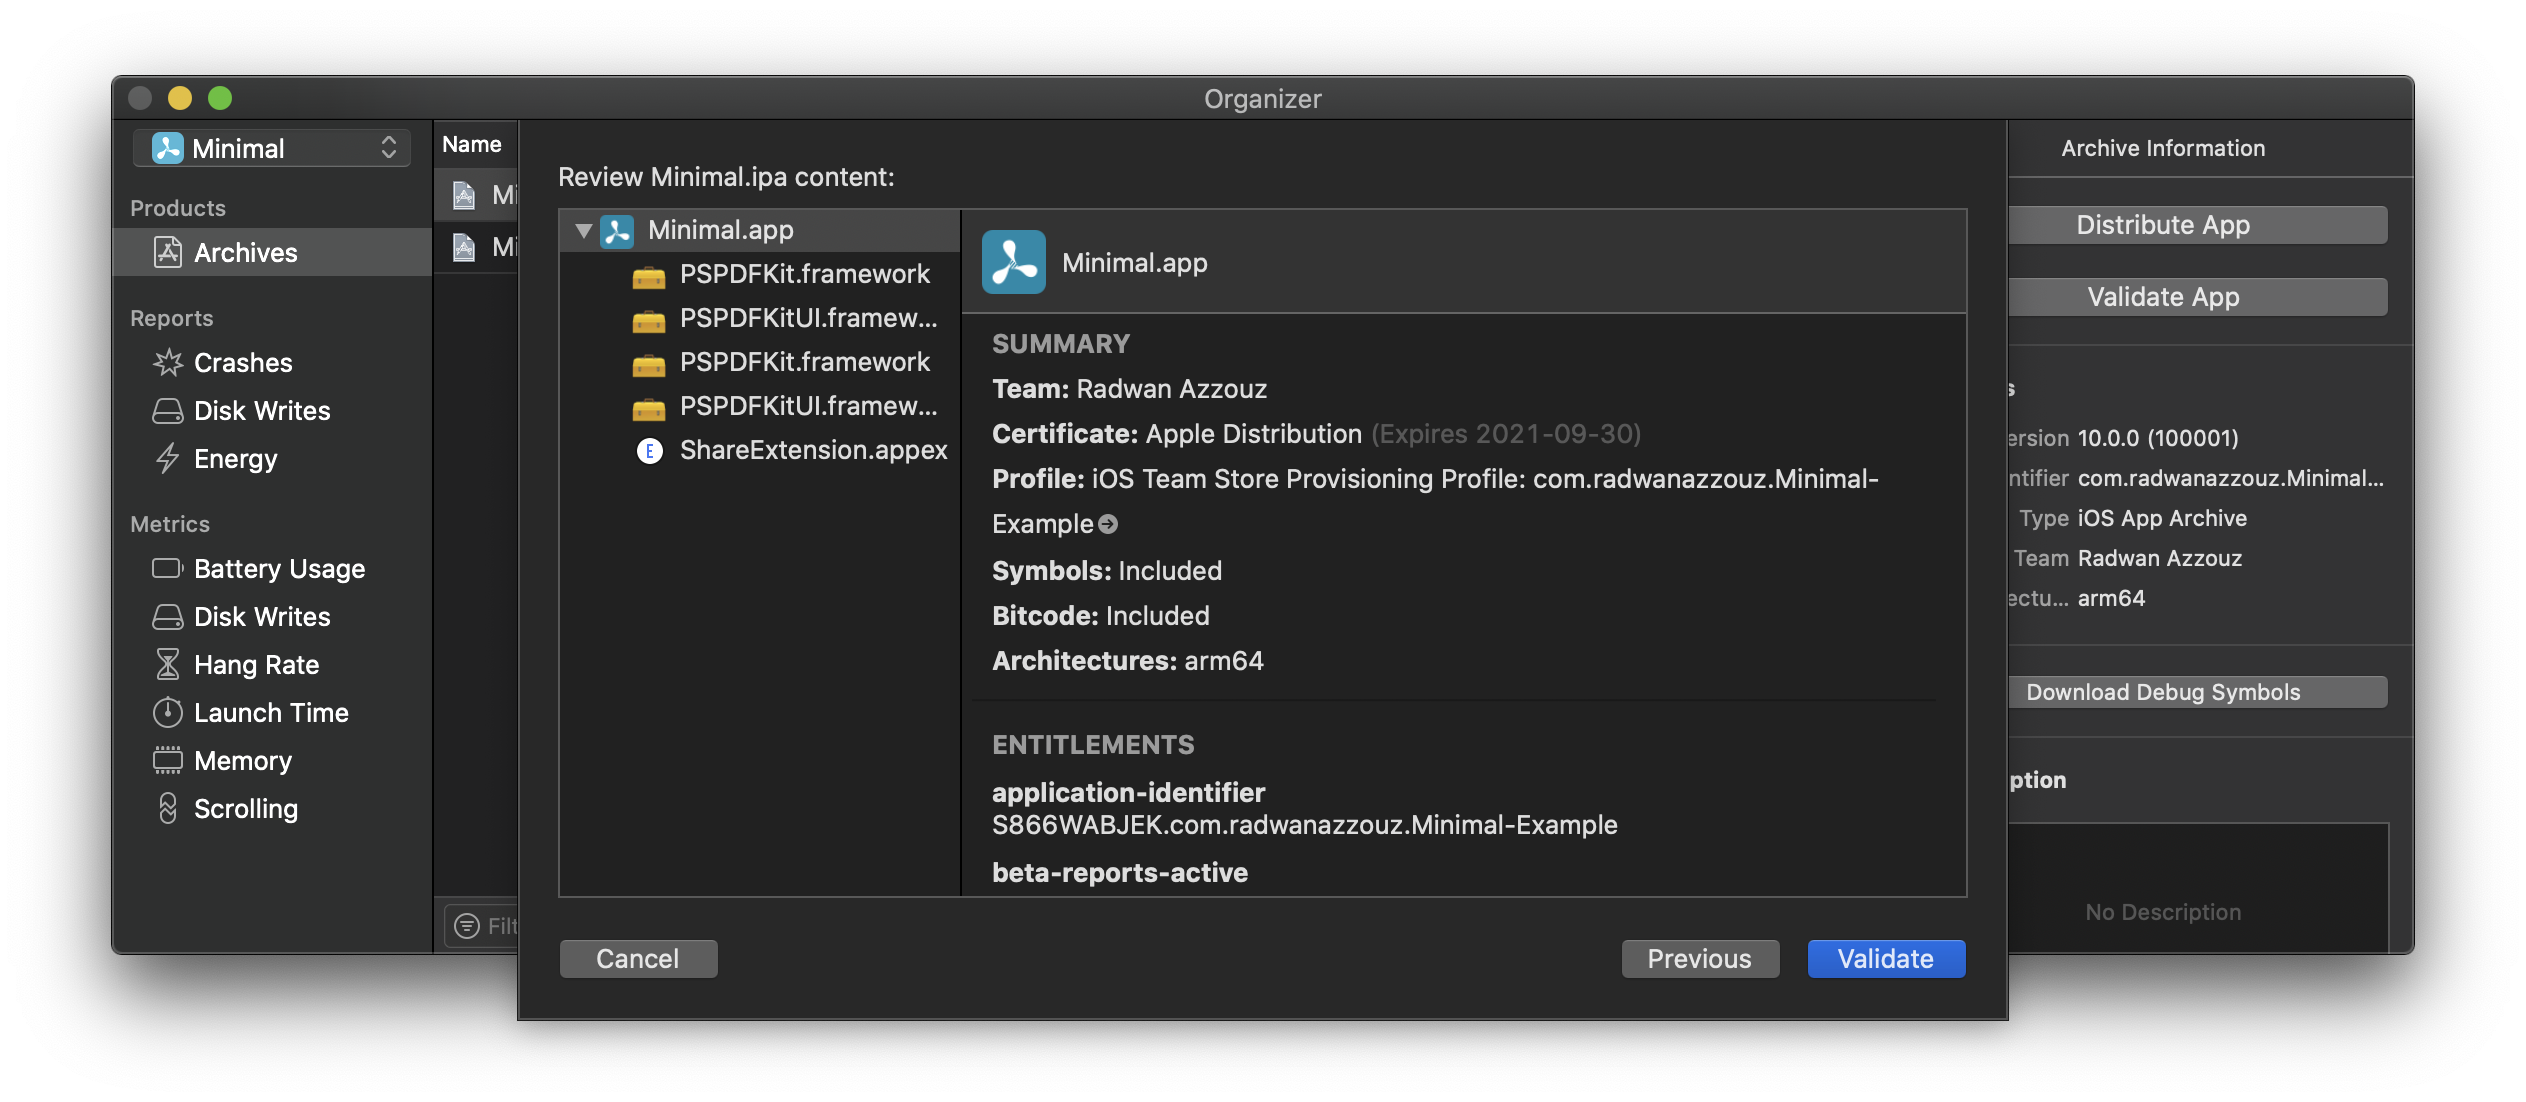 Organizer
Minimal
Products
Archives
Reports
Crashes
Disk Writes
Energy
Metrics
Battery Usage
Disk Writes
Hang Rate
Launch Time
Memory
Scrolling
Name
Mi
Mi
Filt
Review Minimal.ipa content:
Minimal.app
PSPDFKit.framework
PSPDFKitUI.framew...
PSPDFKit.framework
PSPDFKitUI.framew...
E ShareExtension.appex
Minimal.app
SUMMARY
Team: Radwan Azzouz
Certificate: Apple Distribution (Expires 2021-09-30)
Profile: iOS Team Store Provisioning Profile: com.radwanazzouz.Minimal-
Example
Symbols: Included
Bitcode: Included
Architectures: arm64
ENTITLEMENTS
application-identifier
S866WABJEK.com.radwanazzouz.Minimal-Example
beta-reports-active
Cancel
Previous
Validate
Archive Information
Distribute App
Validate App
s
ersion 10.0.0 (100001)
ntifier com.radwanazzouz.Minimal...
Type iOS App Archive
Team Radwan Azzouz
ectu... arm64
Download Debug Symbols
ption
No Description